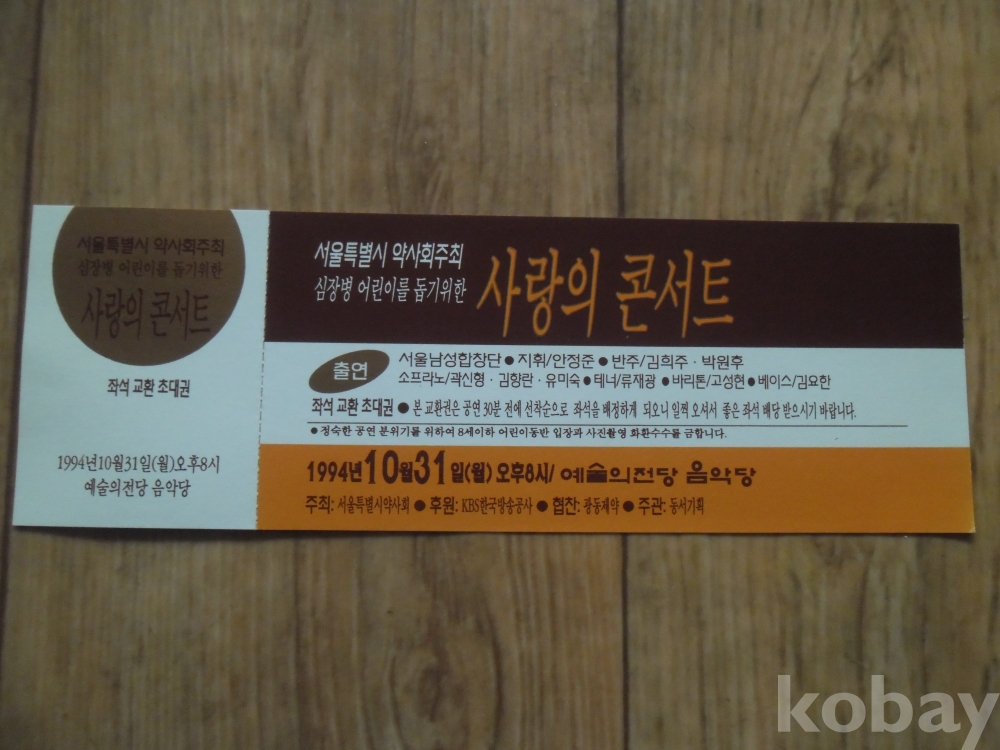 서울특별시 약사회주최
심장병 어린이를 돕기위한
사랑의 콘서트
좌석 교환 초대권
1994년10월31일(월)오후8시
예술의전당 음악당
서울특별시 약사회주최
심장병 어린이를 돕기위한
사랑의 콘서트
출연
서울남성합창단 ● 지휘/안정준 ● 반주/김희주 · 박원후
소프라노/곽신형 · 김향란 · 유미숙 ● 테너/류재광 ● 바리톤/고성현 ● 베이스/김요한
좌석 교환 초대권 ● 본 교환권은 공연 30분 전에 선착순으로 좌석을 배정하게 되오니 일찍 오셔서 좋은 좌석 배당 받으시기 바랍니다.
● 정숙한 공연 분위기를 위하여 8세이하 어린이동반 입장과 사진촬영 화환수수를 금합니다.
1994년10월31일(월) 오후8시/ 예술의전당 음악당
주최: 서울특별시약사회 ● 후원: KBS한국방송공사 ● 협찬: 광동제약 ● 주관: 동서기획
kobay